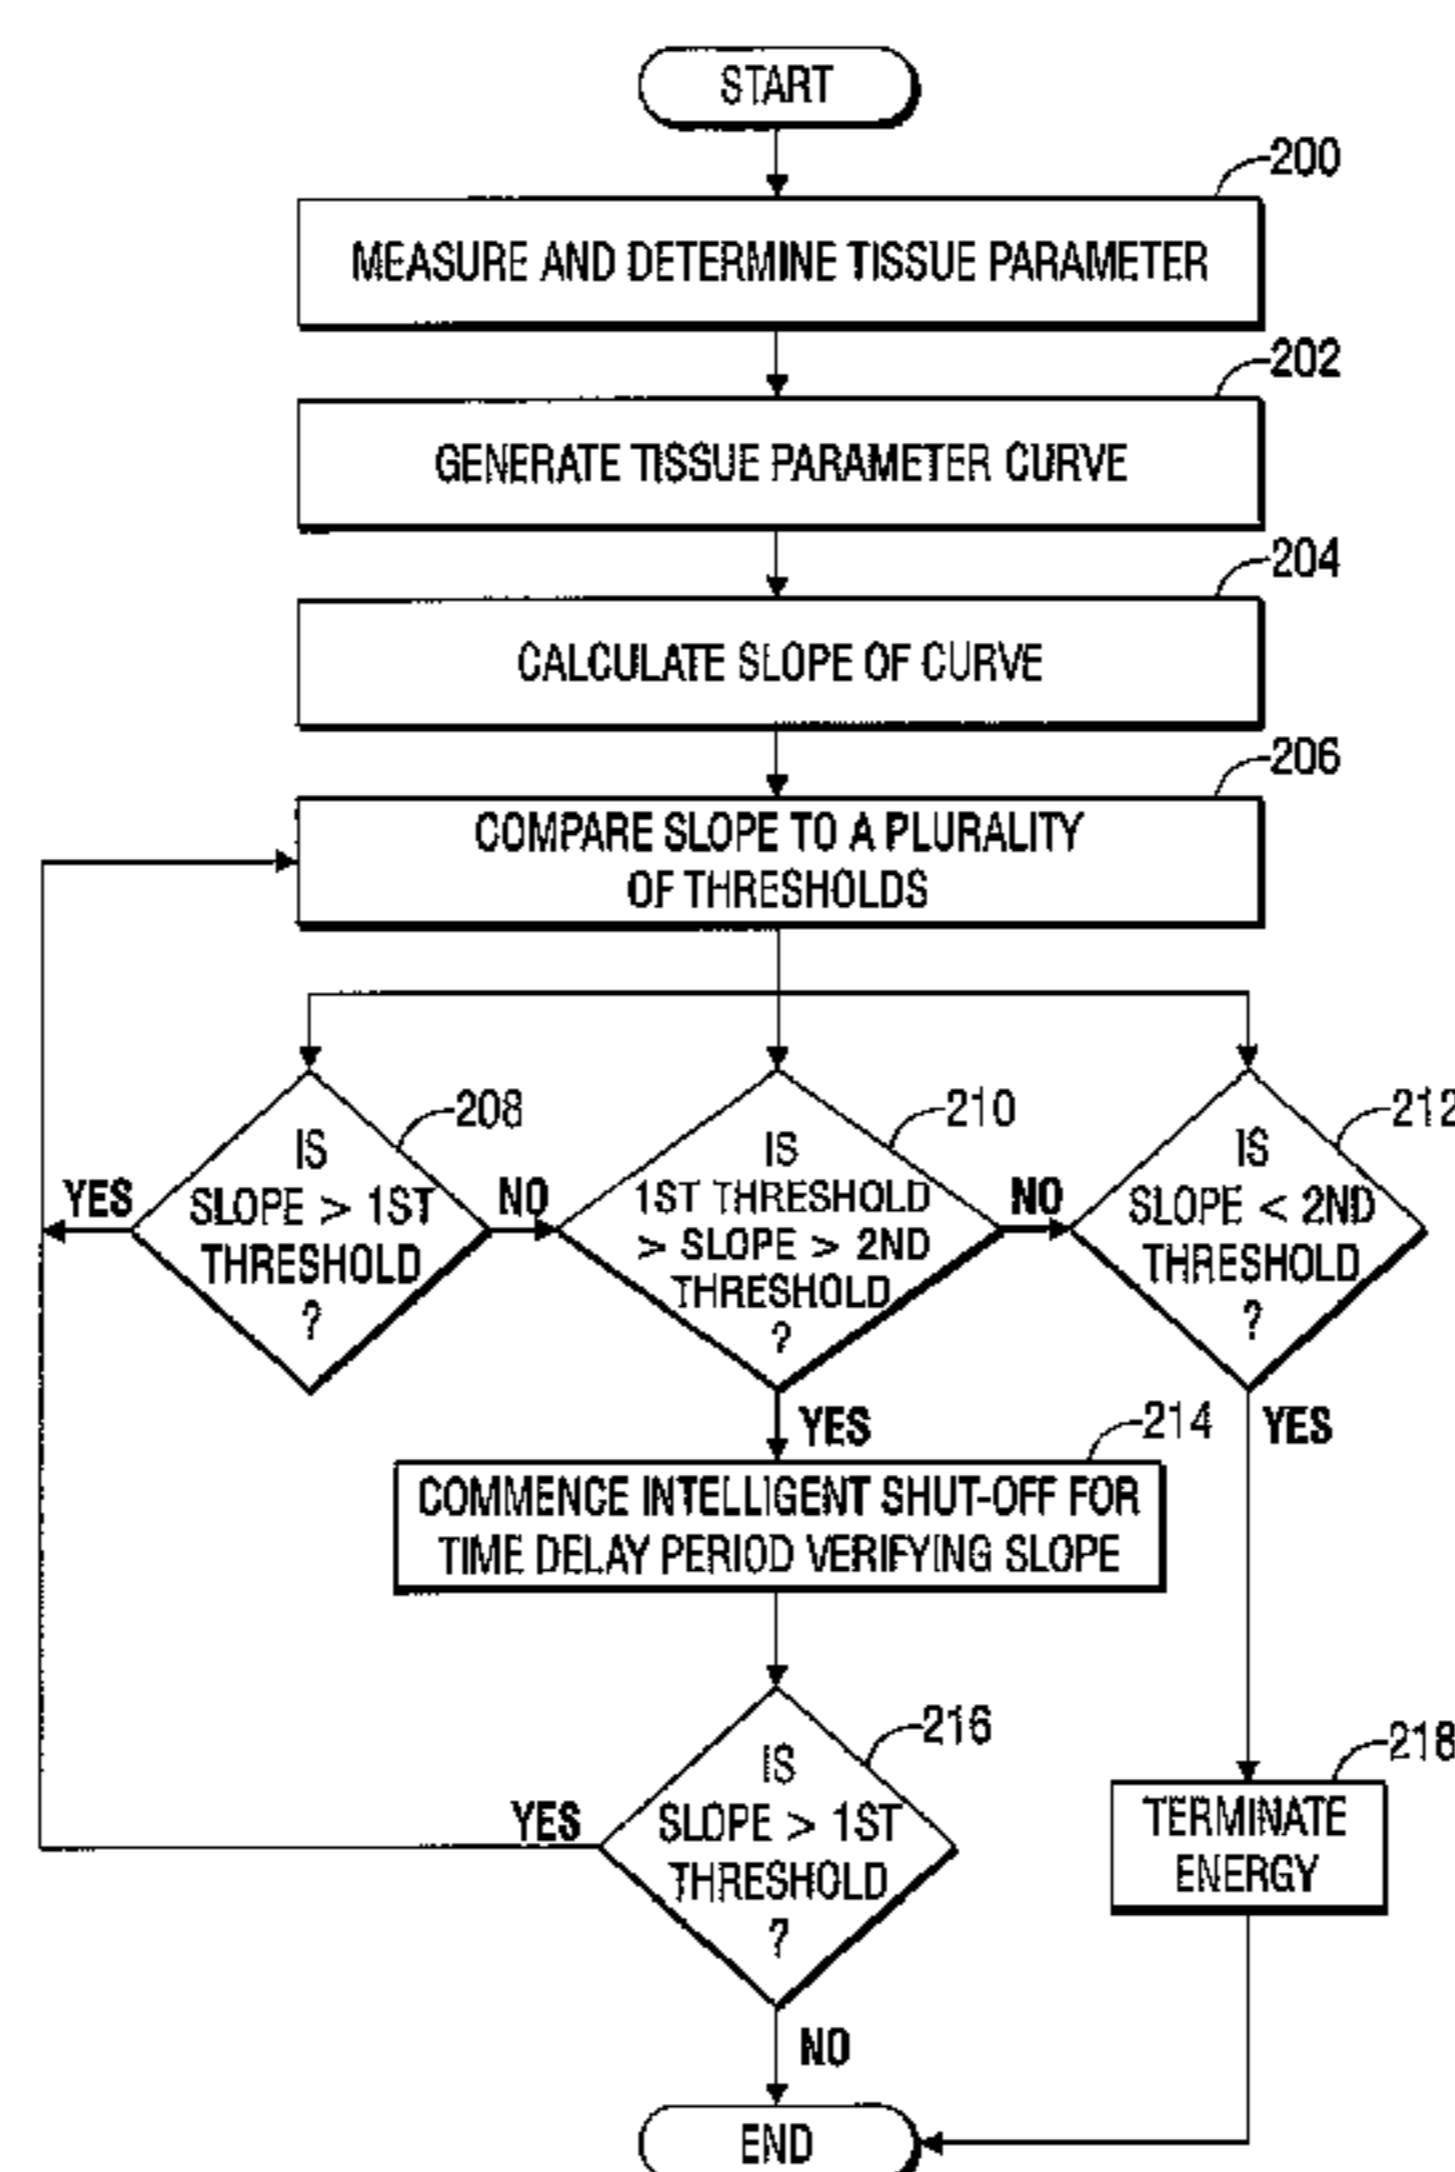 START
200
MEASURE AND DETERMINE TISSUE PARAMETER
202
GENERATE TISSUE PARAMETER CURVE
204
CALCULATE SLOPE OF CURVE
206
COMPARE SLOPE TO A PLURALITY
OF THRESHOLDS
208
IS
SLOPE > 1ST
THRESHOLD
?
YES
NO
210
IS
1ST THRESHOLD
> SLOPE > 2ND
THRESHOLD
?
NO
YES
212
IS
SLOPE < 2ND
THRESHOLD
?
YES
214
COMMENCE INTELLIGENT SHUT-OFF FOR
TIME DELAY PERIOD VERIFYING SLOPE
216
IS
SLOPE > 1ST
THRESHOLD
?
YES
NO
218
TERMINATE
ENERGY
END